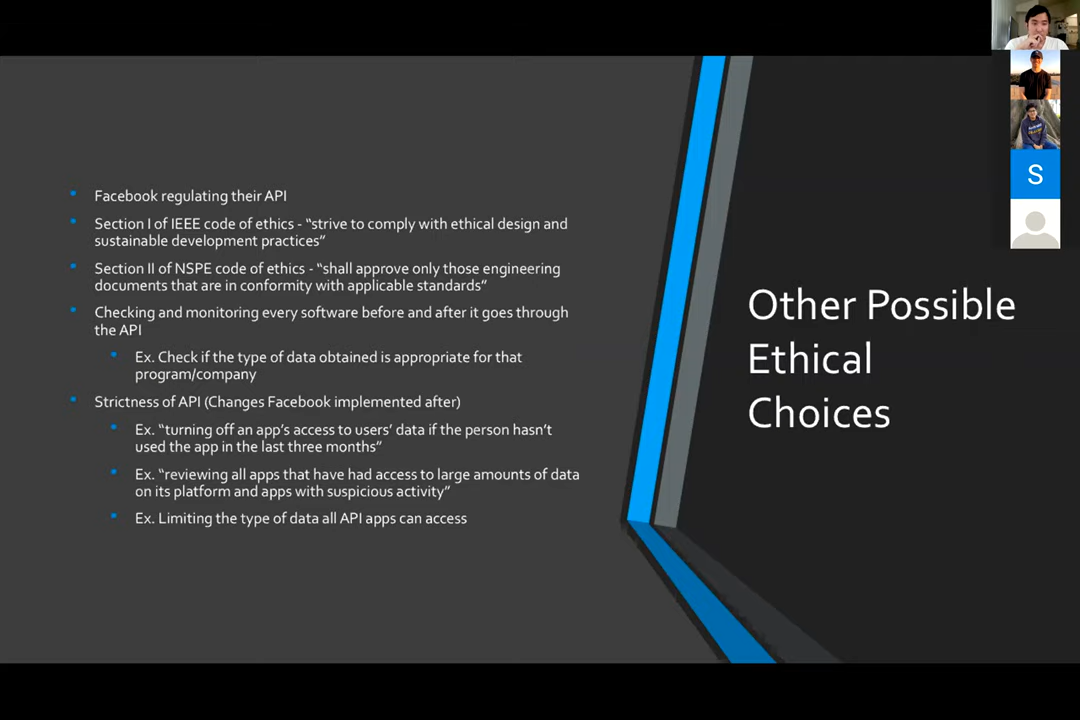 Facebook regulating their API
Section I of IEEE code of ethics - "strive to comply with ethical design and
sustainable development practices"
Section II of NSPE code of ethics - "shall approve only those engineering
documents that are in conformity with applicable standards"
Checking and monitoring every software before and after it goes through
the API
Ex. Check if the type of data obtained is appropriate for that
program/company
Strictness of API (Changes Facebook implemented after)
Ex. "turning off an app's access to users' data if the person hasn't
used the app in the last three months"
Ex. "reviewing all apps that have had access to large amounts of data
on its platform and apps with suspicious activity"
Ex. Limiting the type of data all API apps can access
Other Possible
Ethical
Choices
S